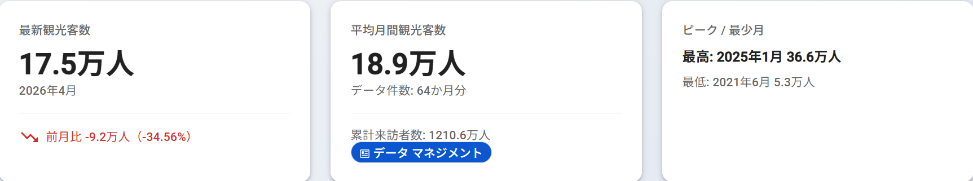 最新観光客数
17.5万人
2026年4月
前月比 -9.2万人（-34.56%）
平均月間観光客数
18.9万人
データ件数: 64か月分
累計来訪者数: 1210.6万人
データ マネジメント
ピーク / 最少月
最高: 2025年1月 36.6万人
最低: 2021年6月 5.3万人